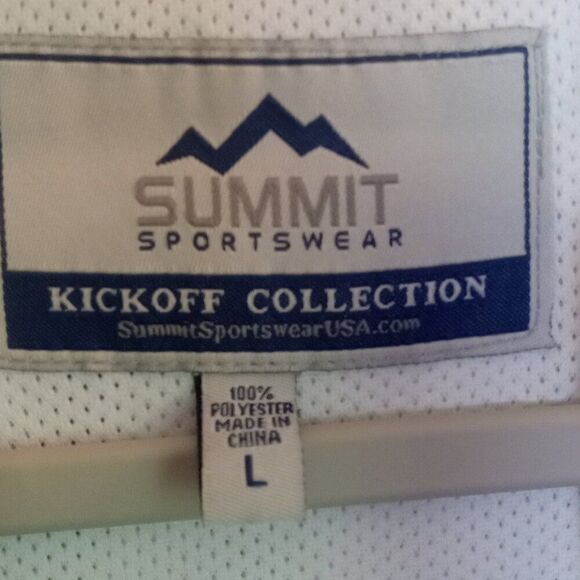 SUMMIT
SPORTSWEAR
KICKOFF COLLECTION
SummitSportswearUSA.com
100%
POLYESTER
MADE IN
CHINA
L